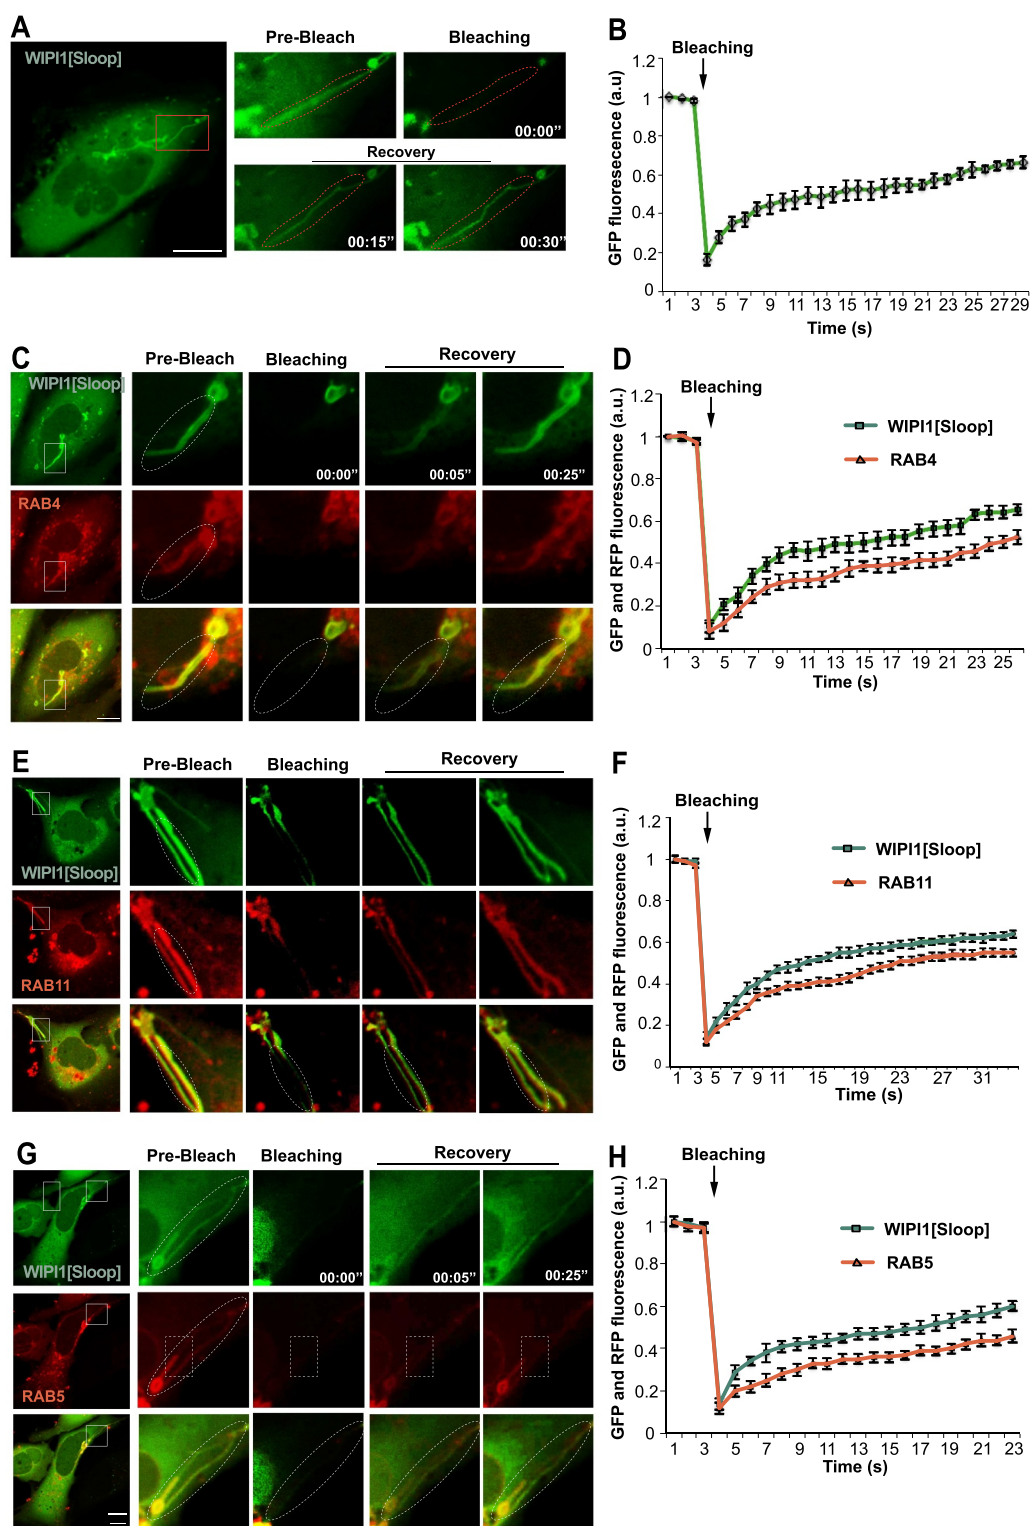 A
WIPI1[Sloop]
Pre-Bleach
Bleaching
00:00”
Recovery
00:15”
00:30”
B
Bleaching
GFP fluoresecence (a.u)
1.2
1
0.8
0.6
0.4
0.2
0
1 3 5 7 9 11 13 15 17 19 21 23 25 27 29
Time (s)
C
Pre-Bleach
Bleaching
Recovery
WIPI1[Sloop]
00:00”
00:05”
00:25”
RAB4
D
Bleaching
GFP and RFP fluorescence (a.u.)
1.2
1
0.8
0.6
0.4
0.2
0
WIPI1[Sloop]
RAB4
1 3 5 7 9 11 13 15 17 19 21 23 25
Time (s)
E
Pre-Bleach
Bleaching
Recovery
WIPI1[Sloop]
RAB11
F
Bleaching
GFP and RFP fluorescence (a.u.)
1.2
1
0.8
0.6
0.4
0.2
0
WIPI1[Sloop]
RAB11
1 3 5 7 9 11 15 19 23 27 31
Time (s)
G
Pre-Bleach
Bleaching
Recovery
WIPI1[Sloop]
00:00”
00:05”
00:25”
RAB5
H
Bleaching
GFP and RFP fluorescence (a.u.)
1.2
1
0.8
0.6
0.4
0.2
0
WIPI1[Sloop]
RAB5
1 3 5 7 9 11 13 15 17 19 21 23
Time (s)